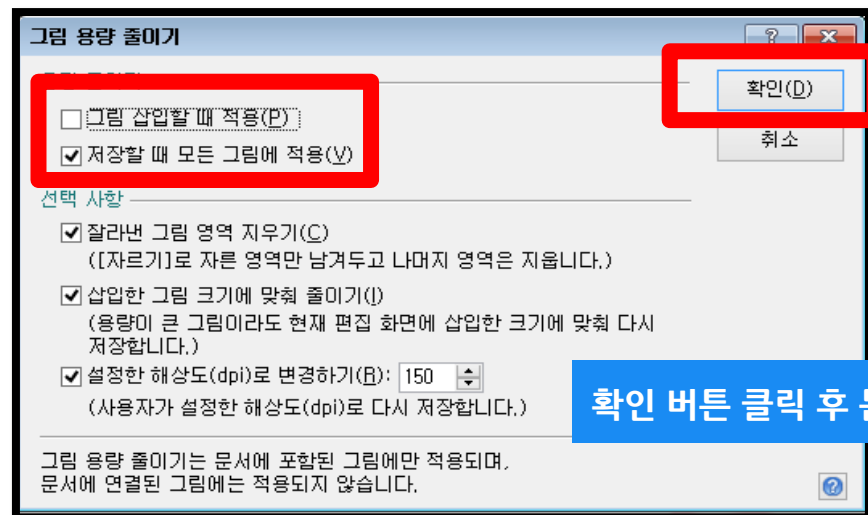 그림 용량 줄이기
확인(D)
그림 삽입할 때 적용(P)
취소
저장할 때 모든 그림에 적용(V)
선택 사항
잘라낸 그림 영역 지우기(C)
([자르기]로 자른 영역만 남겨두고 나머지 영역은 지웁니다.)
삽입한 그림 크기에 맞춰 줄이기(I)
(용량이 큰 그림이라도 현재 편집 화면에 삽입한 크기에 맞춰 다시
저장합니다.)
설정한 해상도(dpi)로 변경하기(R): 150
(사용자가 설정한 해상도(dpi)로 다시 저장합니다.)
확인 버튼 클릭 후
그림 용량 줄이기는 문서에 포함된 그림에만 적용되며,
문서에 연결된 그림에는 적용되지 않습니다.